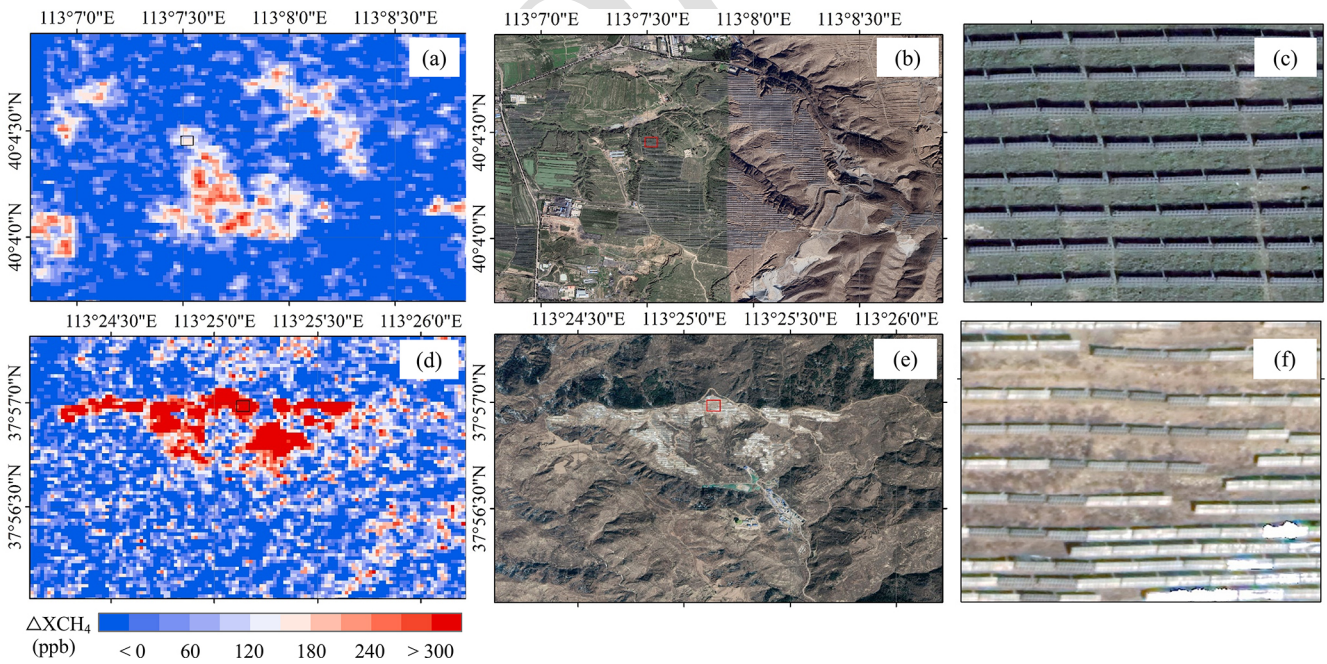 113°7'0"E 113°7'30"E 113°8'0"E 113°8'30"E
113°7'0"E 113°7'30"E 113°8'0"E 113°8'30"E
(a)
(b)
(c)
40°4'30"N
40°4'0"N
40°4'30"N
40°4'0"N
113°24'30"E 113°25'0"E 113°25'30"E 113°26'0"E
113°24'30"E 113°25'0"E 113°25'30"E 113°26'0"E
(d)
(e)
(f)
37°57'0"N
37°56'30"N
37°57'0"N
37°56'30"N
△XCH₄
(ppb)
< 0 60 120 180 240 > 300